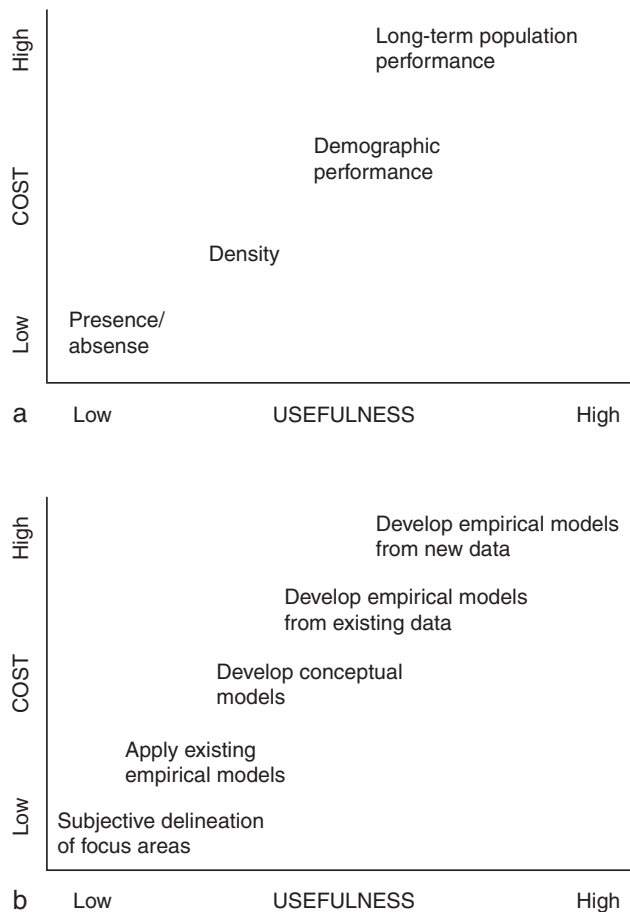 High
Long-term population
performance
COST
Demographic
performance
Density
Low
Presence/
absense
a
Low
USEFULNESS
High
High
Develop empirical models
from new data
Develop empirical models
from existing data
COST
Develop conceptual
models
Apply existing
empirical models
Low
Subjective delineation
of focus areas
b
Low
USEFULNESS
High